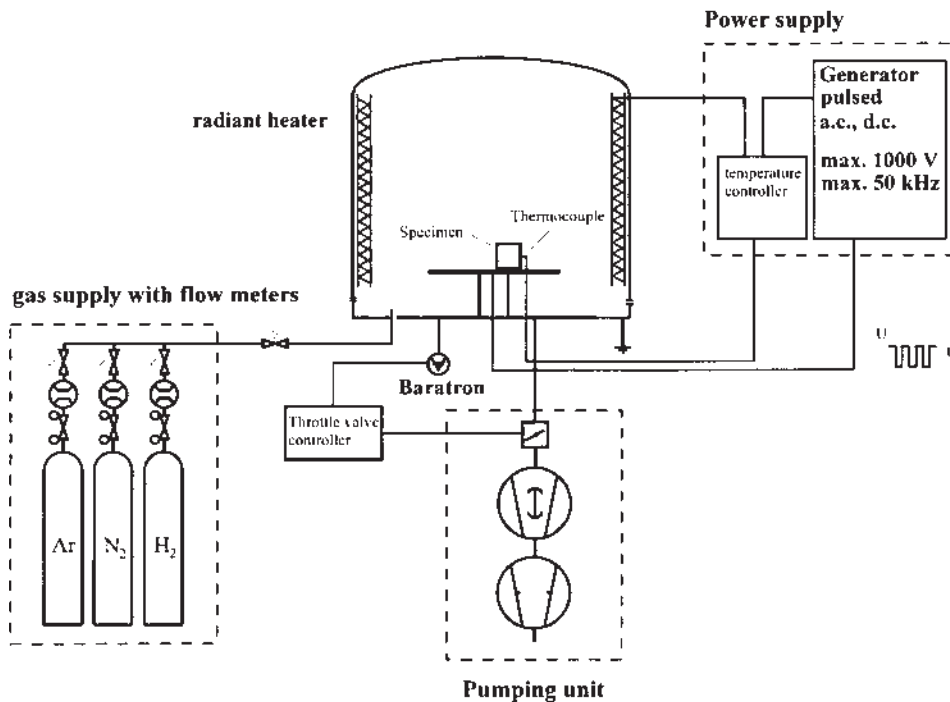 Power supply
Generator
pulsed
a.c., d.c.
max. 1000 V
max. 50 kHz
radiant heater
temperature
controller
Thermocouple
Specimen
gas supply with flow meters
U
Baratron
Throttle valve
controller
Ar
N₂
H₂
Pumping unit